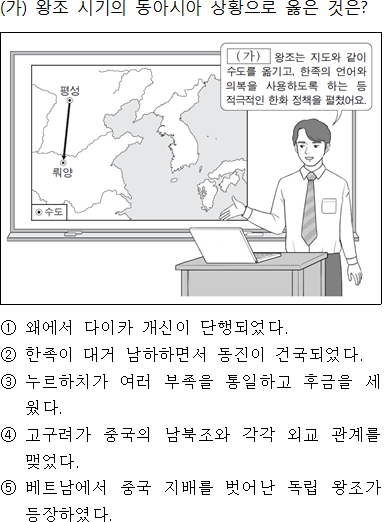 (가) 왕조 시기의 동아시아 상황으로 옳은 것은?
(가) 왕조는 지도와 같이
수도를 옮기고, 한족의 언어와
의복을 사용하도록 하는 등
적극적인 한화 정책을 펼쳤어요.
평성
뤄양
수도
① 왜에서 다이카 개신이 단행되었다.
② 한족이 대거 남하하면서 동진이 건국되었다.
③ 누르하치가 여러 부족을 통일하고 후금을 세
웠다.
④ 고구려가 중국의 남북조와 각각 외교 관계를
맺었다.
⑤ 베트남에서 중국 지배를 벗어난 독립 왕조가
등장하였다.